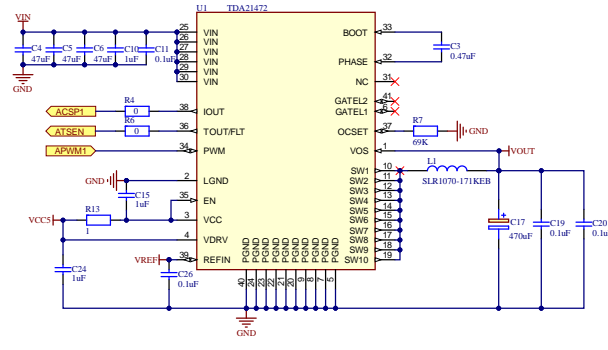 U1 TDA21472
VIN
C4
47uF
C5
47uF
C6
47uF
C10
1uF
C11
0.1uF
GND
25 VIN
26 VIN
27 VIN
28 VIN
29 VIN
30 VIN
BOOT 33
C3
0.47uF
PHASE 32
NC 31
GATEL2 41
GATEL1 6
ACSP1
R4
0
38 IOUT
ATSEN
R6
0
36 TOUT/FLT
OCSET 37
R7
69K
GND
APWM1
34 PWM
VOS 1
VOUT
GND
2 LGND
C15
1uF
35 EN
VCC5
R13
1
3 VCC
4 VDRV
VREF
39 REFIN
C24
1uF
C26
0.1uF
SW1 10
SW2 11
SW3 12
SW4 13
SW5 14
SW6 15
SW7 16
SW8 17
SW9 18
SW10 19
L1
SLR1070-171KEB
C17
470uF
C19
0.1uF
C20
0.1u
PGND PGND PGND PGND PGND PGND PGND PGND PGND PGND
40 24 23 22 21 20 9 8 7 5
GND